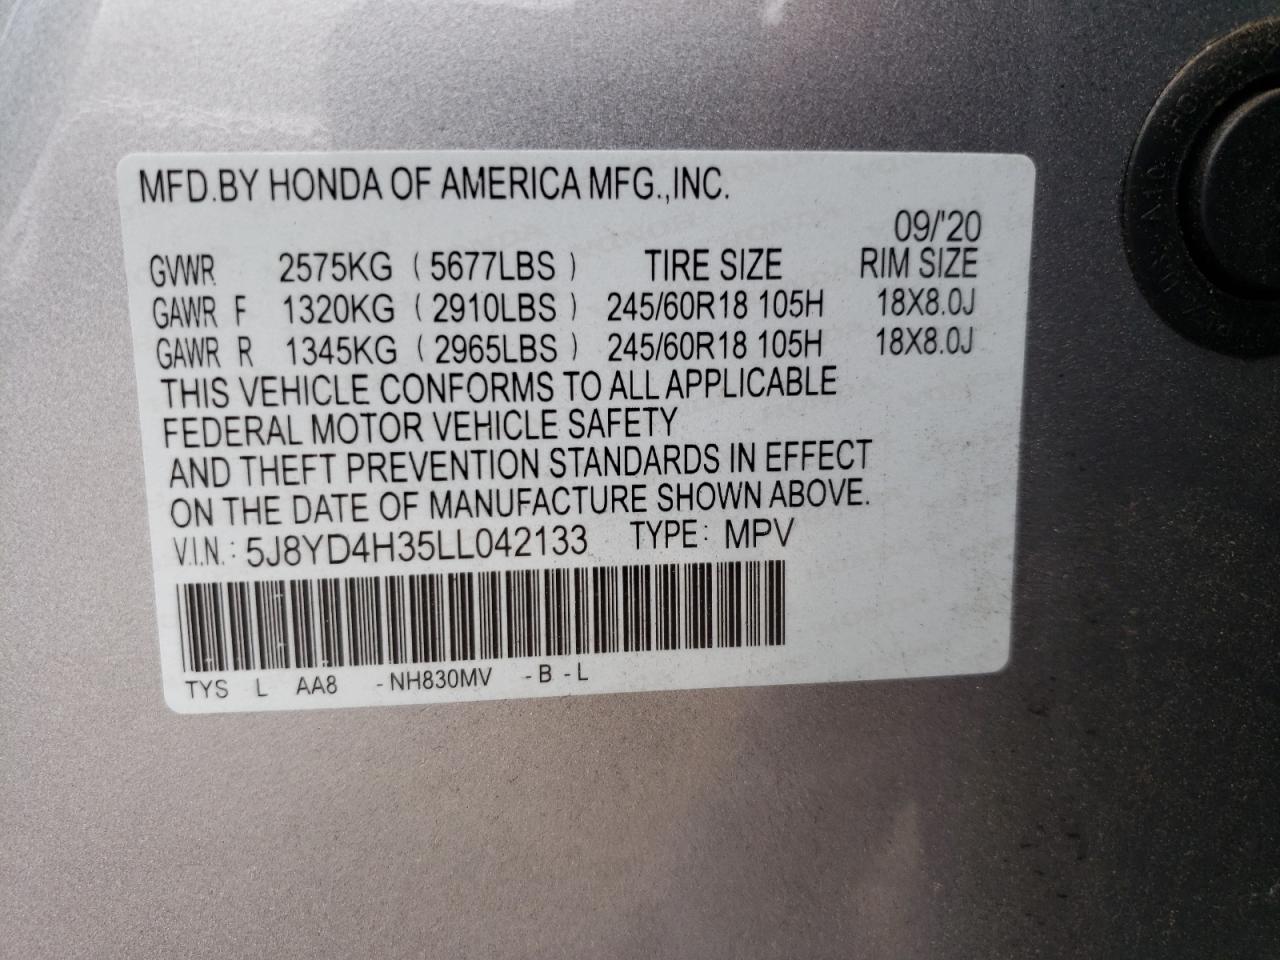 MFD.BY HONDA OF AMERICA MFG.,INC.
09/'20
GVWR 2575KG ( 5677LBS ) TIRE SIZE RIM SIZE
GAWR F 1320KG ( 2910LBS ) 245/60R18 105H 18X8.0J
GAWR R 1345KG ( 2965LBS ) 245/60R18 105H 18X8.0J
THIS VEHICLE CONFORMS TO ALL APPLICABLE
FEDERAL MOTOR VEHICLE SAFETY
AND THEFT PREVENTION STANDARDS IN EFFECT
ON THE DATE OF MANUFACTURE SHOWN ABOVE.
V.I.N.: 5J8YD4H35LL042133 TYPE: MPV
TYS L AA8 -NH830MV -B -L